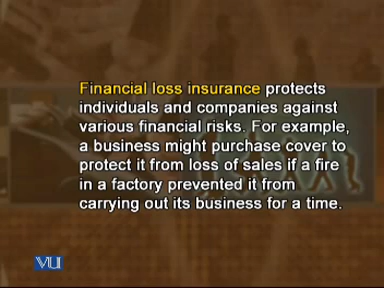 Financial loss insurance protects
individuals and companies against
various financial risks. For example,
a business might purchase cover to
protect it from loss of sales if a fire
in a factory prevented it from
carrying out its business for a time.
VU